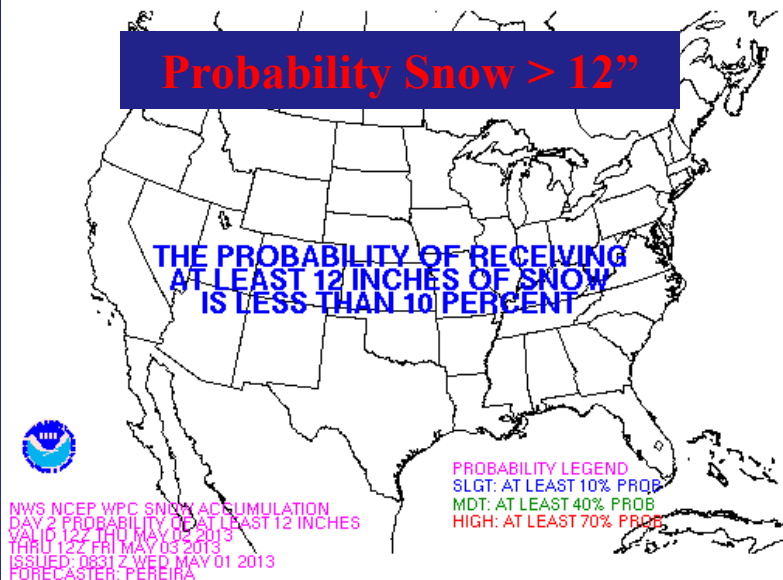 Probability Snow > 12”
THE PROBABILITY OF RECEIVING
AT LEAST 12 INCHES OF SNOW
IS LESS THAN 10 PERCENT
PROBABILITY LEGEND
SLGT: AT LEAST 10% PROB
MDT: AT LEAST 40% PROB
HIGH: AT LEAST 70% PROB
NWS NCEP WPC SNOW ACCUMULATION
DAY 2 PROBABILITY OF AT LEAST 12 INCHES
VALID 12Z THU MAY 02 2013
THRU 12Z FRI MAY 03 2013
ISSUED: 0831Z WED MAY 01 2013
FORECASTER: PEREIRA